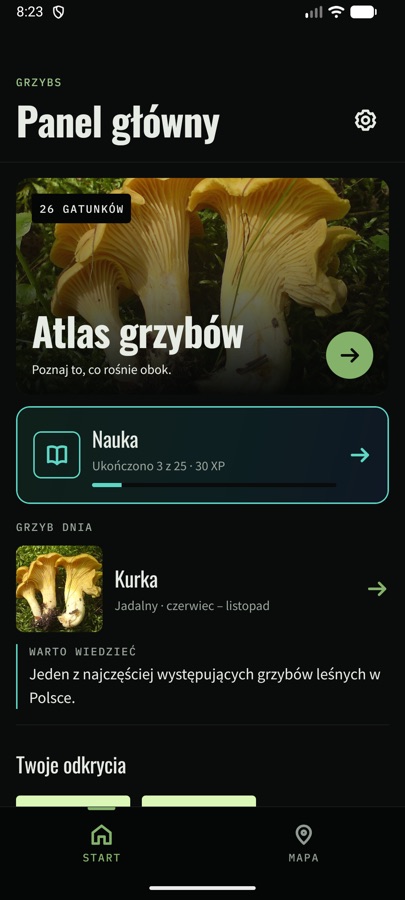 8:23
GRZYBS
Panel główny
26 GATUNKÓW
Atlas grzybów
Poznaj to, co rośnie obok.
Nauka
Ukończono 3 z 25 · 30 XP
GRZYB DNIA
Kurka
Jadalny · czerwiec – listopad
WARTO WIEDZIEĆ
Jeden z najczęściej występujących grzybów leśnych w
Polsce.
Twoje odkrycia
START
MAPA